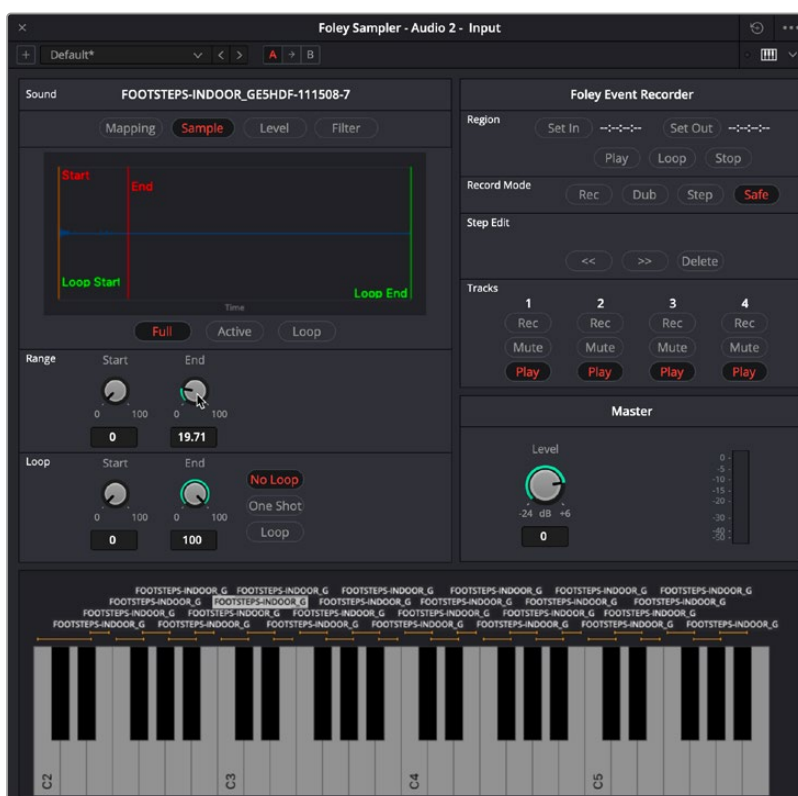 Foley Sampler - Audio 2 - Input
Default*
A
B
Sound
FOOTSTEPS-INDOOR_GE5HDF-111508-7
Mapping
Sample
Level
Filter
Start
End
Loop Start
Loop End
Time
Full
Active
Loop
Range
Start
End
0 100
0 100
0
19.71
Loop
Start
End
No Loop
One Shot
Loop
0 100
0 100
0
100
Foley Event Recorder
Region
Set In --:--:--
Set Out --:--:--
Play
Loop
Stop
Record Mode
Rec
Dub
Step
Safe
Step Edit
<<
>>
Delete
Tracks
1 2 3 4
Rec Rec Rec Rec
Mute Mute Mute Mute
Play Play Play Play
Master
Level
-24 dB +6
0
0
-5
-10
-15
-20
-30
-40
-50
FOOTSTEPS-INDOOR_G FOOTSTEPS-INDOOR_G FOOTSTEPS-INDOOR_G FOOTSTEPS-INDOOR_G FOOTSTEPS-INDOOR_G FOOTSTEPS-INDOOR_G
FOOTSTEPS-INDOOR_G FOOTSTEPS-INDOOR_G FOOTSTEPS-INDOOR_G FOOTSTEPS-INDOOR_G FOOTSTEPS-INDOOR_G FOOTSTEPS-INDOOR_G
FOOTSTEPS-INDOOR_G FOOTSTEPS-INDOOR_G FOOTSTEPS-INDOOR_G FOOTSTEPS-INDOOR_G FOOTSTEPS-INDOOR_G FOOTSTEPS-INDOOR_G
FOOTSTEPS-INDOOR_G FOOTSTEPS-INDOOR_G FOOTSTEPS-INDOOR_G FOOTSTEPS-INDOOR_G FOOTSTEPS-INDOOR_G FOOTSTEPS-INDOOR_G FOOTSTEPS-INDOOR_G
C2 C3 C4 C5